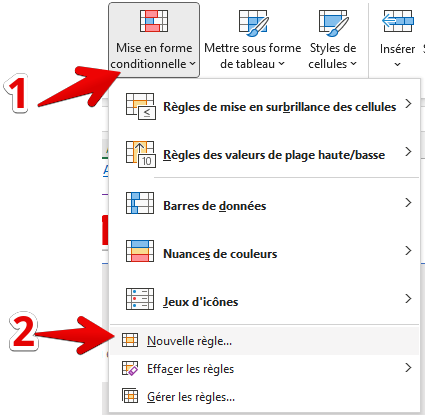 Mise en forme
conditionnelle
Mettre sous forme
de tableau
Styles de
cellules
Insérer
1
Règles de mise en surbrillance des cellules
10
Règles des valeurs de plage haute/basse
Barres de données
Nuances de couleurs
Jeux d'icônes
2
Nouvelle règle...
Effacer les règles
Gérer les règles...